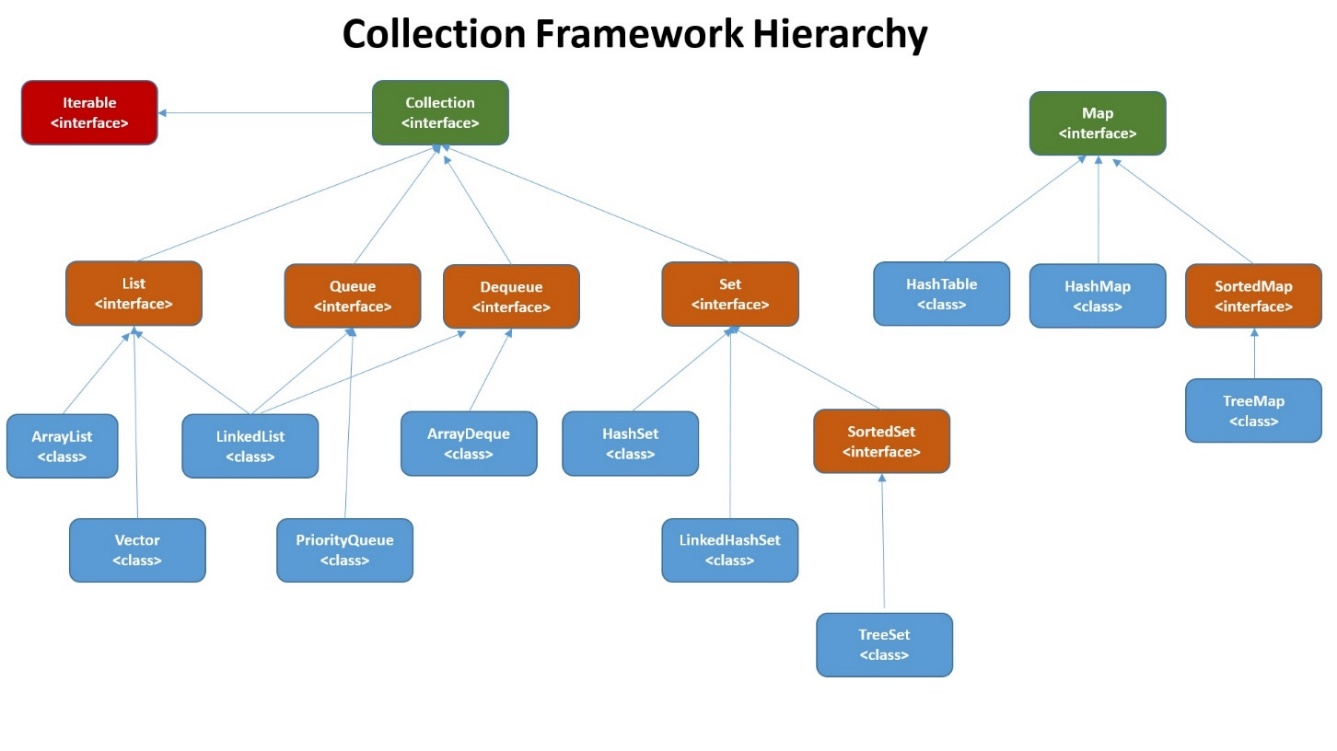 Collection Framework Hierarchy
Iterable
<interface>
Collection
<interface>
Map
<interface>
List
<interface>
Queue
<interface>
Dequeue
<interface>
Set
<interface>
HashTable
<class>
HashMap
<class>
SortedMap
<interface>
TreeMap
<class>
ArrayList
<class>
LinkedList
<class>
ArrayDeque
<class>
HashSet
<class>
SortedSet
<interface>
Vector
<class>
PriorityQueue
<class>
LinkedHashSet
<class>
TreeSet
<class>